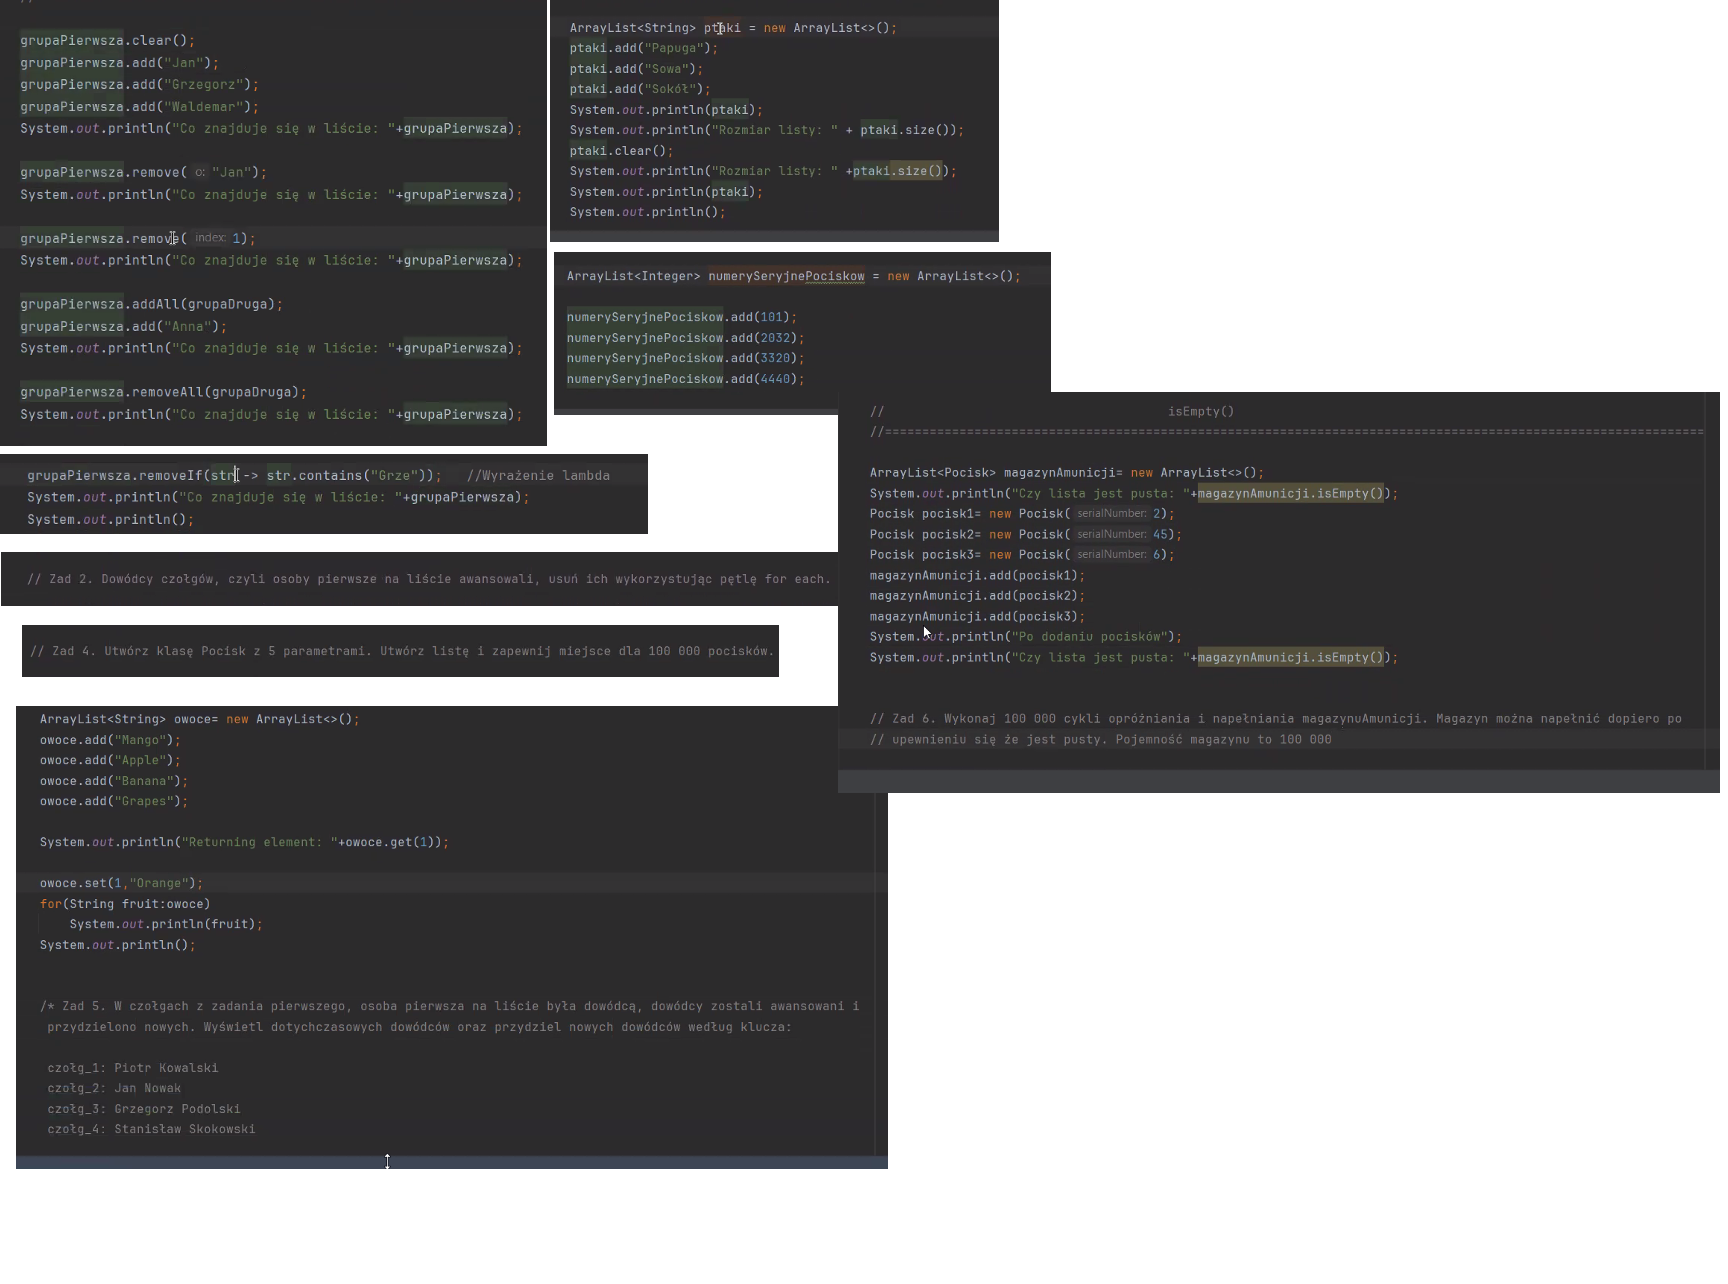 grupaPierwsza.clear();
grupaPierwsza.add("Jan");
grupaPierwsza.add("Grzegorz");
grupaPierwsza.add("Waldemar");
System.out.println("Co znajduje się w liście: "+grupaPierwsza);
grupaPierwsza.remove( o: "Jan");
System.out.println("Co znajduje się w liście: "+grupaPierwsza);
grupaPierwsza.remove( index: 1);
System.out.println("Co znajduje się w liście: "+grupaPierwsza);
grupaPierwsza.addAll(grupaDruga);
grupaPierwsza.add("Anna");
System.out.println("Co znajduje się w liście: "+grupaPierwsza);
grupaPierwsza.removeAll(grupaDruga);
System.out.println("Co znajduje się w liście: "+grupaPierwsza);
ArrayList<String> ptaki = new ArrayList<>();
ptaki.add("Papuga");
ptaki.add("Sowa");
ptaki.add("Sokół");
System.out.println(ptaki);
System.out.println("Rozmiar listy: " + ptaki.size());
ptaki.clear();
System.out.println("Rozmiar listy: " +ptaki.size());
System.out.println(ptaki);
System.out.println();
ArrayList<Integer> numerySeryjnePociskow = new ArrayList<>();
numerySeryjnePociskow.add(101);
numerySeryjnePociskow.add(2032);
numerySeryjnePociskow.add(3320);
numerySeryjnePociskow.add(4440);
grupaPierwsza.removeIf(str -> str.contains("Grze")); //Wyrażenie lambda
System.out.println("Co znajduje się w liście: "+grupaPierwsza);
System.out.println();
// Zad 2. Dowódcy czołgów, czyli osoby pierwsze na liście awansowali, usuń ich wykorzystując pętlę for each.
// Zad 4. Utwórz klasę Pocisk z 5 parametrami. Utwórz listę i zapewnij miejsce dla 100 000 pocisków.
// isEmpty()
//==============================================================================================================
ArrayList<Pocisk> magazynAmunicji= new ArrayList<>();
System.out.println("Czy lista jest pusta: "+magazynAmunicji.isEmpty());
Pocisk pocisk1= new Pocisk( serialNumber: 2);
Pocisk pocisk2= new Pocisk( serialNumber: 45);
Pocisk pocisk3= new Pocisk( serialNumber: 6);
magazynAmunicji.add(pocisk1);
magazynAmunicji.add(pocisk2);
magazynAmunicji.add(pocisk3);
System.out.println("Po dodaniu pocisków");
System.out.println("Czy lista jest pusta: "+magazynAmunicji.isEmpty());
// Zad 6. Wykonaj 100 000 cykli opróżniania i napełniania magazynuAmunicji. Magazyn można napełnić dopiero po
// upewnieniu się że jest pusty. Pojemność magazynu to 100 000
ArrayList<String> owoce= new ArrayList<>();
owoce.add("Mango");
owoce.add("Apple");
owoce.add("Banana");
owoce.add("Grapes");
System.out.println("Returning element: "+owoce.get(1));
owoce.set(1,"Orange");
for(String fruit:owoce)
System.out.println(fruit);
System.out.println();
/* Zad 5. W czołgach z zadania pierwszego, osoba pierwsza na liście była dowódcą, dowódcy zostali awansowani i
przydzielono nowych. Wyświetl dotychczasowych dowódców oraz przydziel nowych dowódców według klucza:
czołg_1: Piotr Kowalski
czołg_2: Jan Nowak
czołg_3: Grzegorz Podolski
czołg_4: Stanisław Skokowski